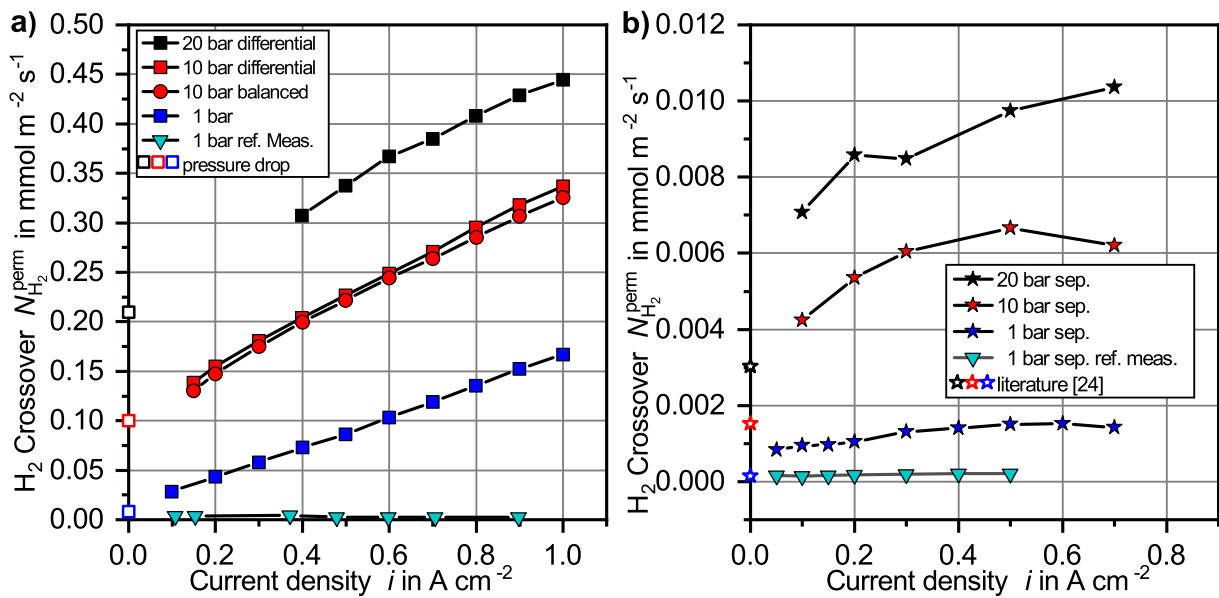 a)
H2 Crossover N^perm_H2 in mmol m^-2 s^-1
0.50
0.45
0.40
0.35
0.30
0.25
0.20
0.15
0.10
0.05
0.00
20 bar differential
10 bar differential
10 bar balanced
1 bar
1 bar ref. Meas.
pressure drop
0.0 0.2 0.4 0.6 0.8 1.0
Current density i in A cm^-2
b)
H2 Crossover N^perm_H2 in mmol m^-2 s^-1
0.012
0.010
0.008
0.006
0.004
0.002
0.000
20 bar sep.
10 bar sep.
1 bar sep.
1 bar sep. ref. meas.
literature [24]
0.0 0.2 0.4 0.6 0.8
Current density i in A cm^-2